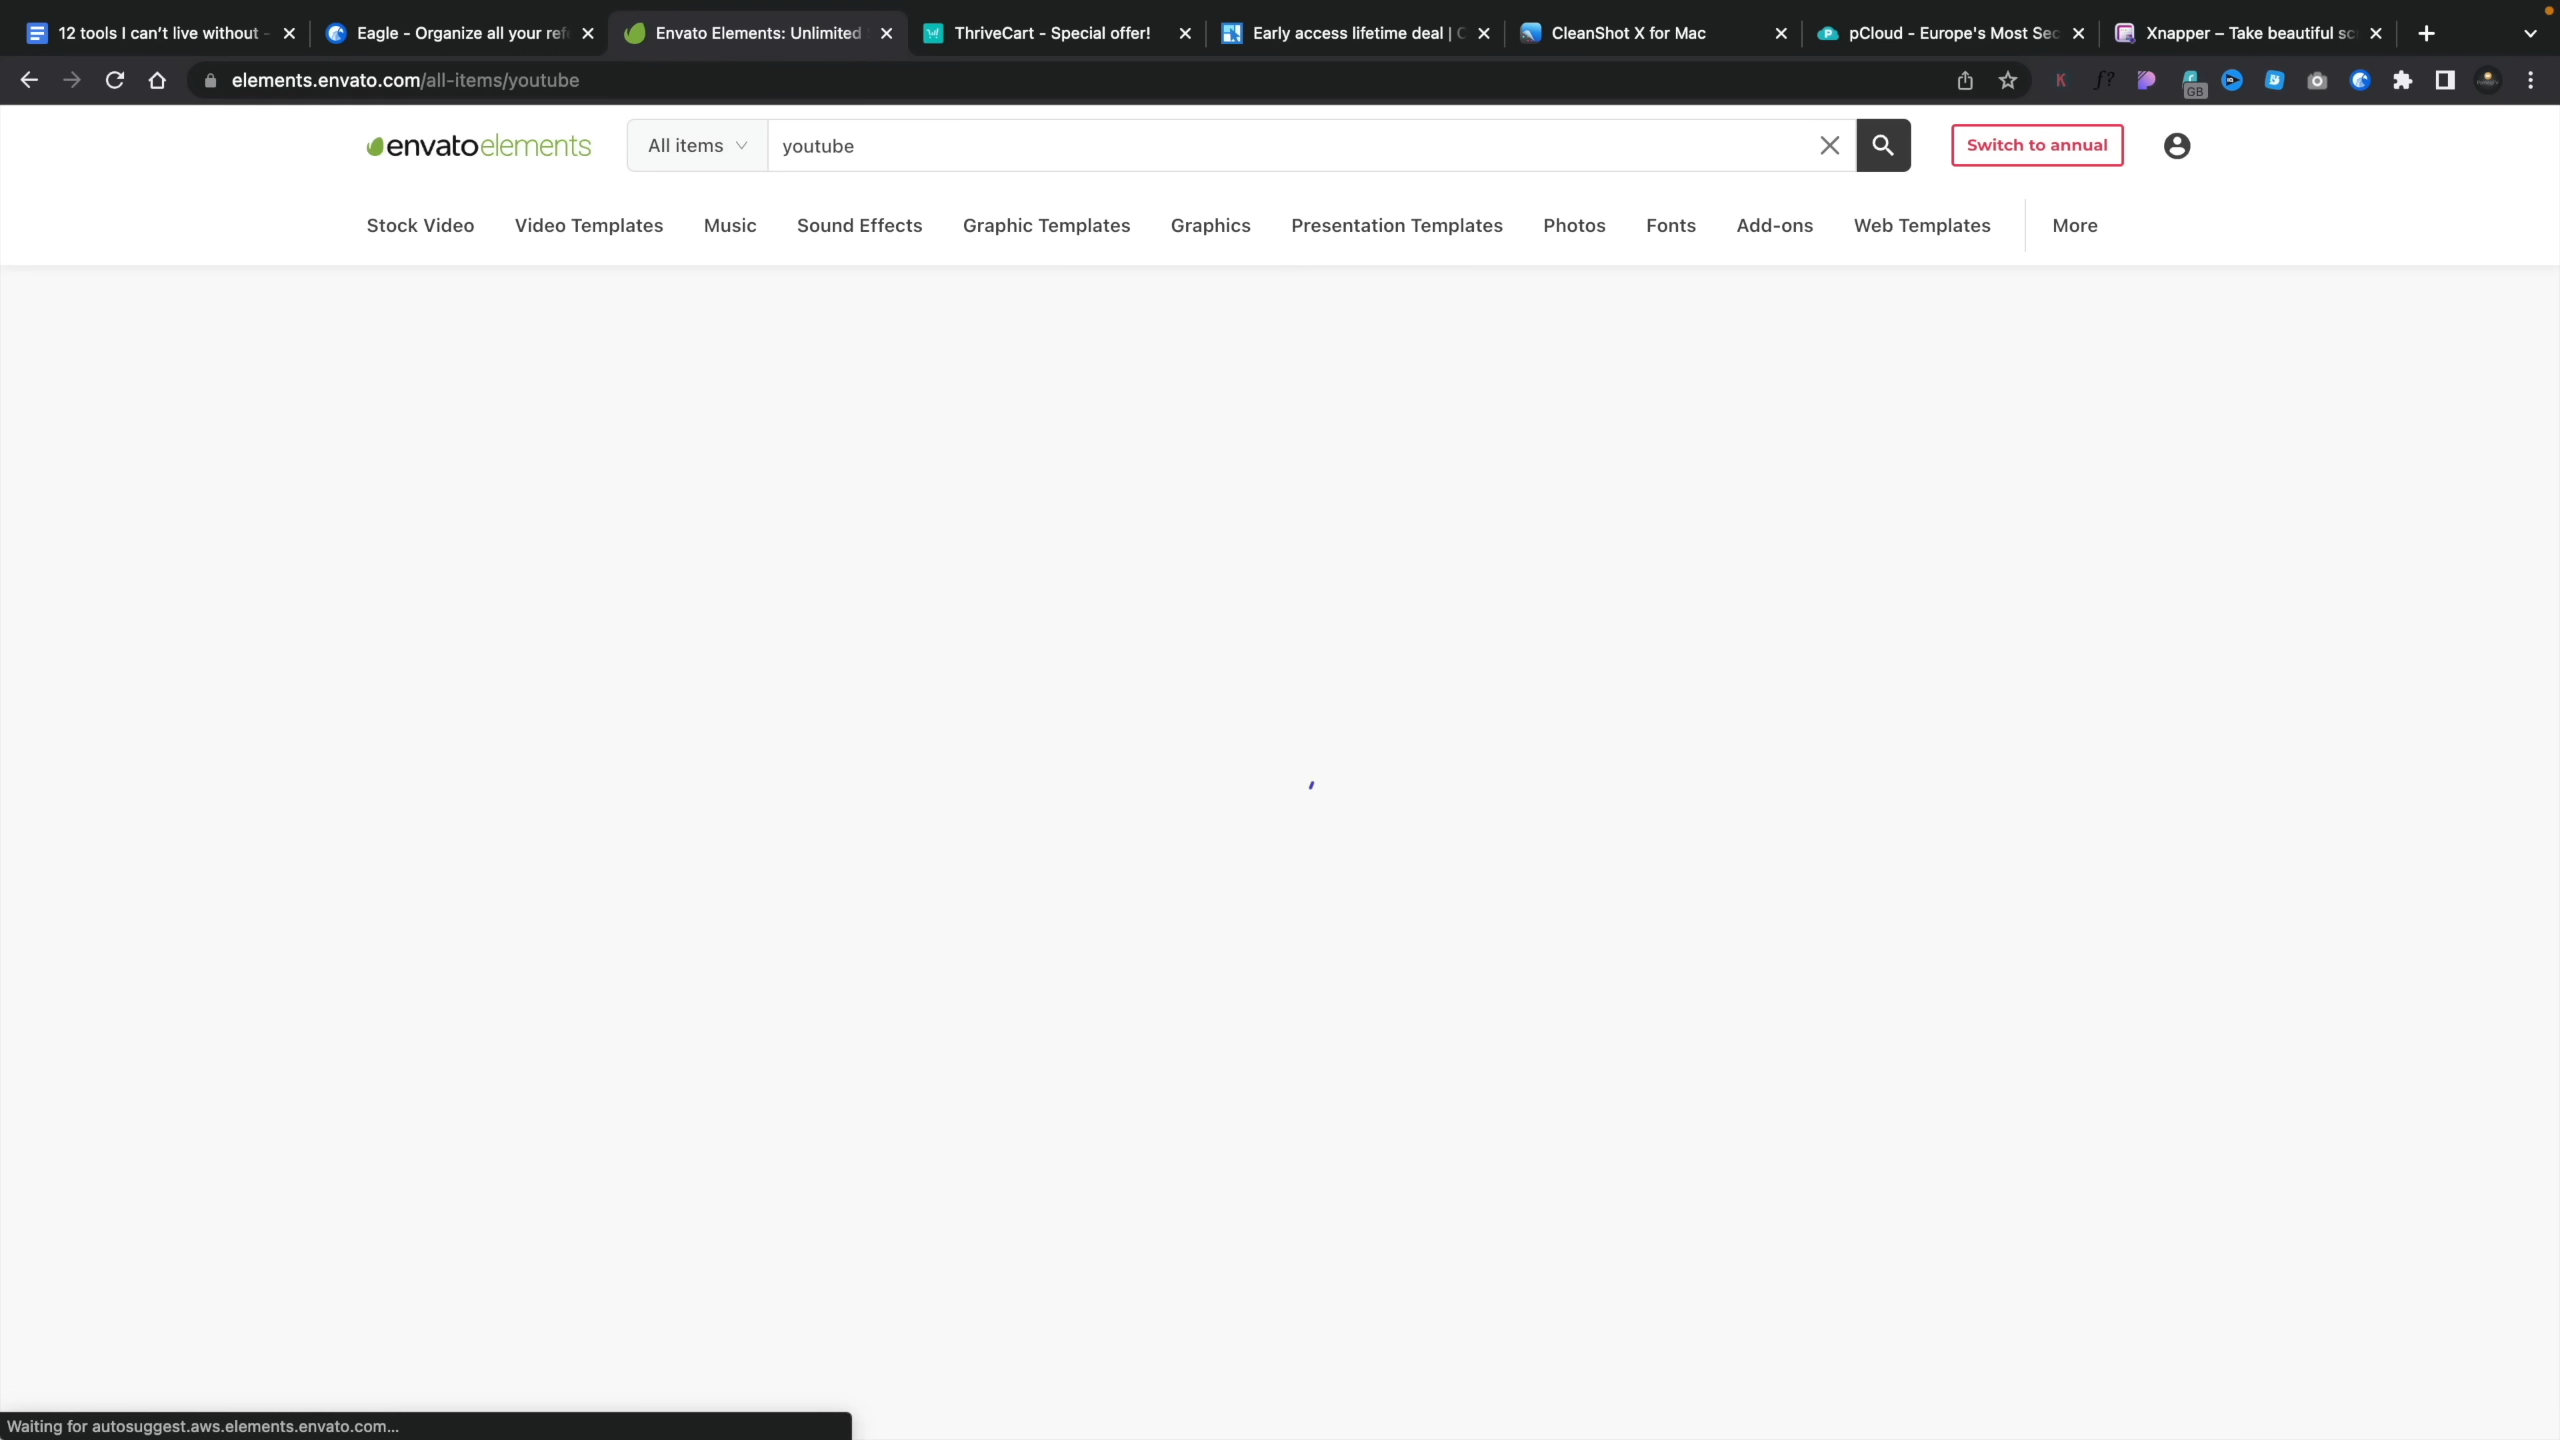 12 tools I can't live without -
Eagle - Organize all your refe
Envato Elements: Unlimited
ThriveCart - Special offer!
Early access lifetime deal | C
CleanShot X for Mac
pCloud - Europe's Most Sec
Xnapper – Take beautiful sc
elements.envato.com/all-items/youtube
K
f?
GB
envato elements
All items
youtube
Switch to annual
Stock Video
Video Templates
Music
Sound Effects
Graphic Templates
Graphics
Presentation Templates
Photos
Fonts
Add-ons
Web Templates
More
Waiting for autosuggest.aws.elements.envato.com...